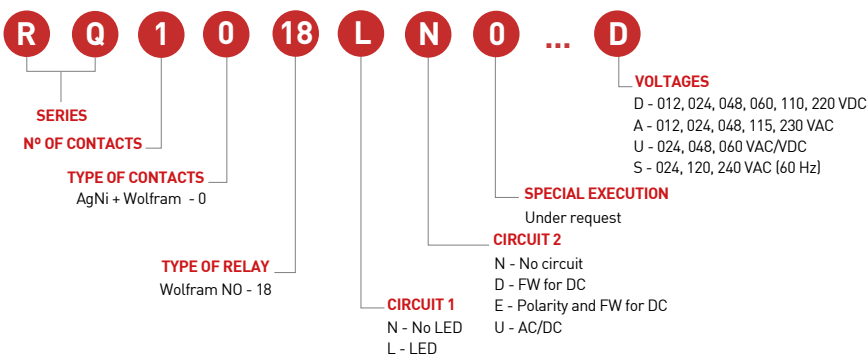 R Q 1 0 18 L N 0 ... D
VOLTAGES
D - 012, 024, 048, 060, 110, 220 VDC
A - 012, 024, 048, 115, 230 VAC
U - 024, 048, 060 VAC/VDC
S - 024, 120, 240 VAC (60 Hz)
SERIES
Nº OF CONTACTS
TYPE OF CONTACTS
AgNi + Wolfram - 0
SPECIAL EXECUTION
Under request
CIRCUIT 2
N - No circuit
D - FW for DC
E - Polarity and FW for DC
U - AC/DC
TYPE OF RELAY
Wolfram NO - 18
CIRCUIT 1
N - No LED
L - LED